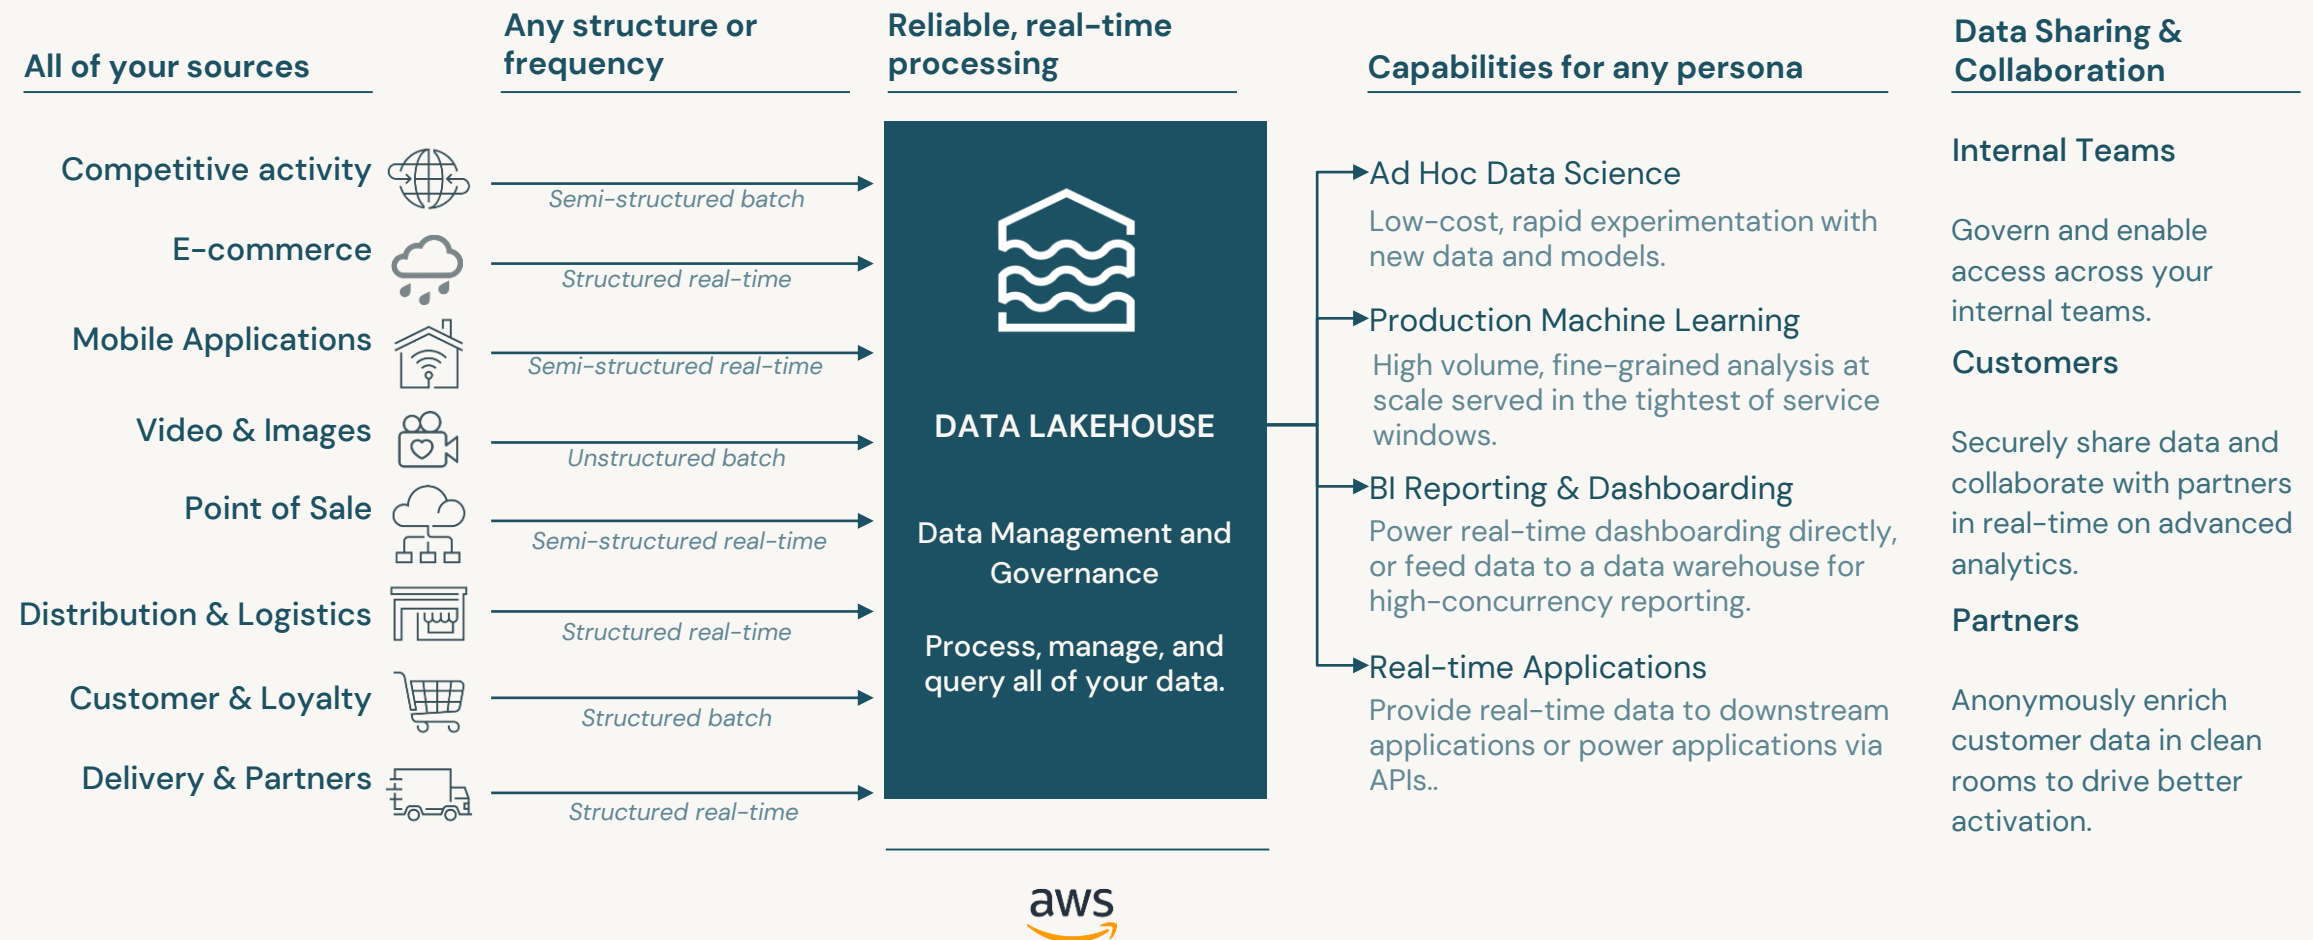 All of your sources
Any structure or
frequency
Reliable, real-time
processing
Capabilities for any persona
Data Sharing &
Collaboration
Competitive activity
Semi-structured batch
E-commerce
Structured real-time
Mobile Applications
Semi-structured real-time
Video & Images
Unstructured batch
Point of Sale
Semi-structured real-time
Distribution & Logistics
Structured real-time
Customer & Loyalty
Structured batch
Delivery & Partners
Structured real-time
DATA LAKEHOUSE
Data Management and
Governance
Process, manage, and
query all of your data.
aws
Ad Hoc Data Science
Low-cost, rapid experimentation with
new data and models.
Production Machine Learning
High volume, fine-grained analysis at
scale served in the tightest of service
windows.
BI Reporting & Dashboarding
Power real-time dashboarding directly,
or feed data to a data warehouse for
high-concurrency reporting.
Real-time Applications
Provide real-time data to downstream
applications or power applications via
APIs..
Internal Teams
Govern and enable
access across your
internal teams.
Customers
Securely share data and
collaborate with partners
in real-time on advanced
analytics.
Partners
Anonymously enrich
customer data in clean
rooms to drive better
activation.